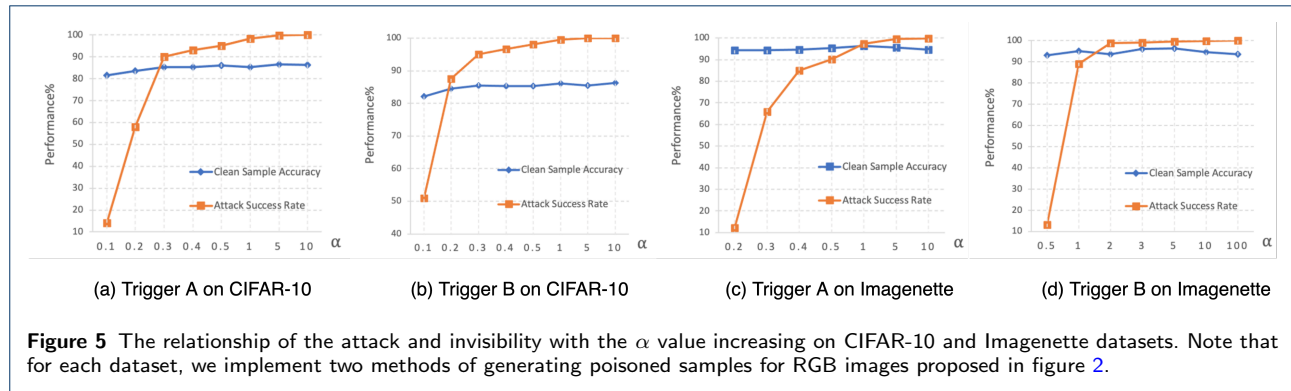 100
90
80
70
60
50
40
30
20
10
Performance%
Clean Sample Accuracy
Attack Success Rate
0.1 0.2 0.3 0.4 0.5 1 5 10 α
(a) Trigger A on CIFAR-10
100
90
80
70
60
50
40
Performance%
Clean Sample Accuracy
Attack Success Rate
0.1 0.2 0.3 0.4 0.5 1 5 10 α
(b) Trigger B on CIFAR-10
100
90
80
70
60
50
40
30
20
10
Performance%
Clean Sample Accuracy
Attack Success Rate
0.2 0.3 0.4 0.5 1 5 10 α
(c) Trigger A on Imagenette
100
90
80
70
60
50
40
30
20
10
Performance%
Clean Sample Accuracy
Attack Success Rate
0.5 1 2 3 5 10 100 α
(d) Trigger B on Imagenette
Figure 5 The relationship of the attack and invisibility with the α value increasing on CIFAR-10 and Imagenette datasets. Note that
for each dataset, we implement two methods of generating poisoned samples for RGB images proposed in figure 2.